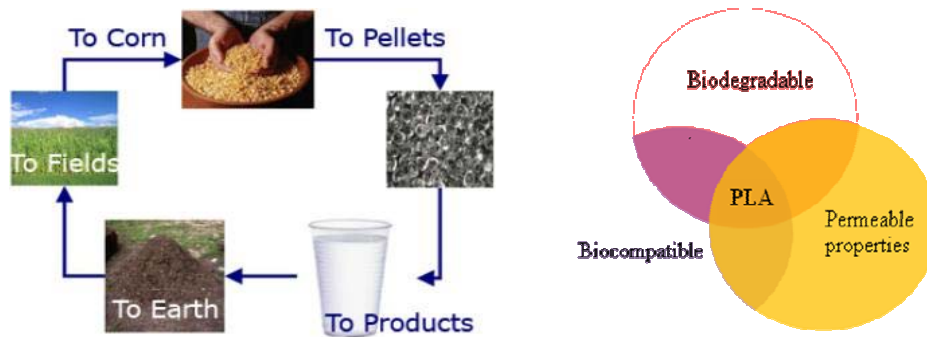 To Corn
To Pellets
To Fields
To Earth
To Products
Biodegradable
PLA
Permeable
properties
Biocompatible